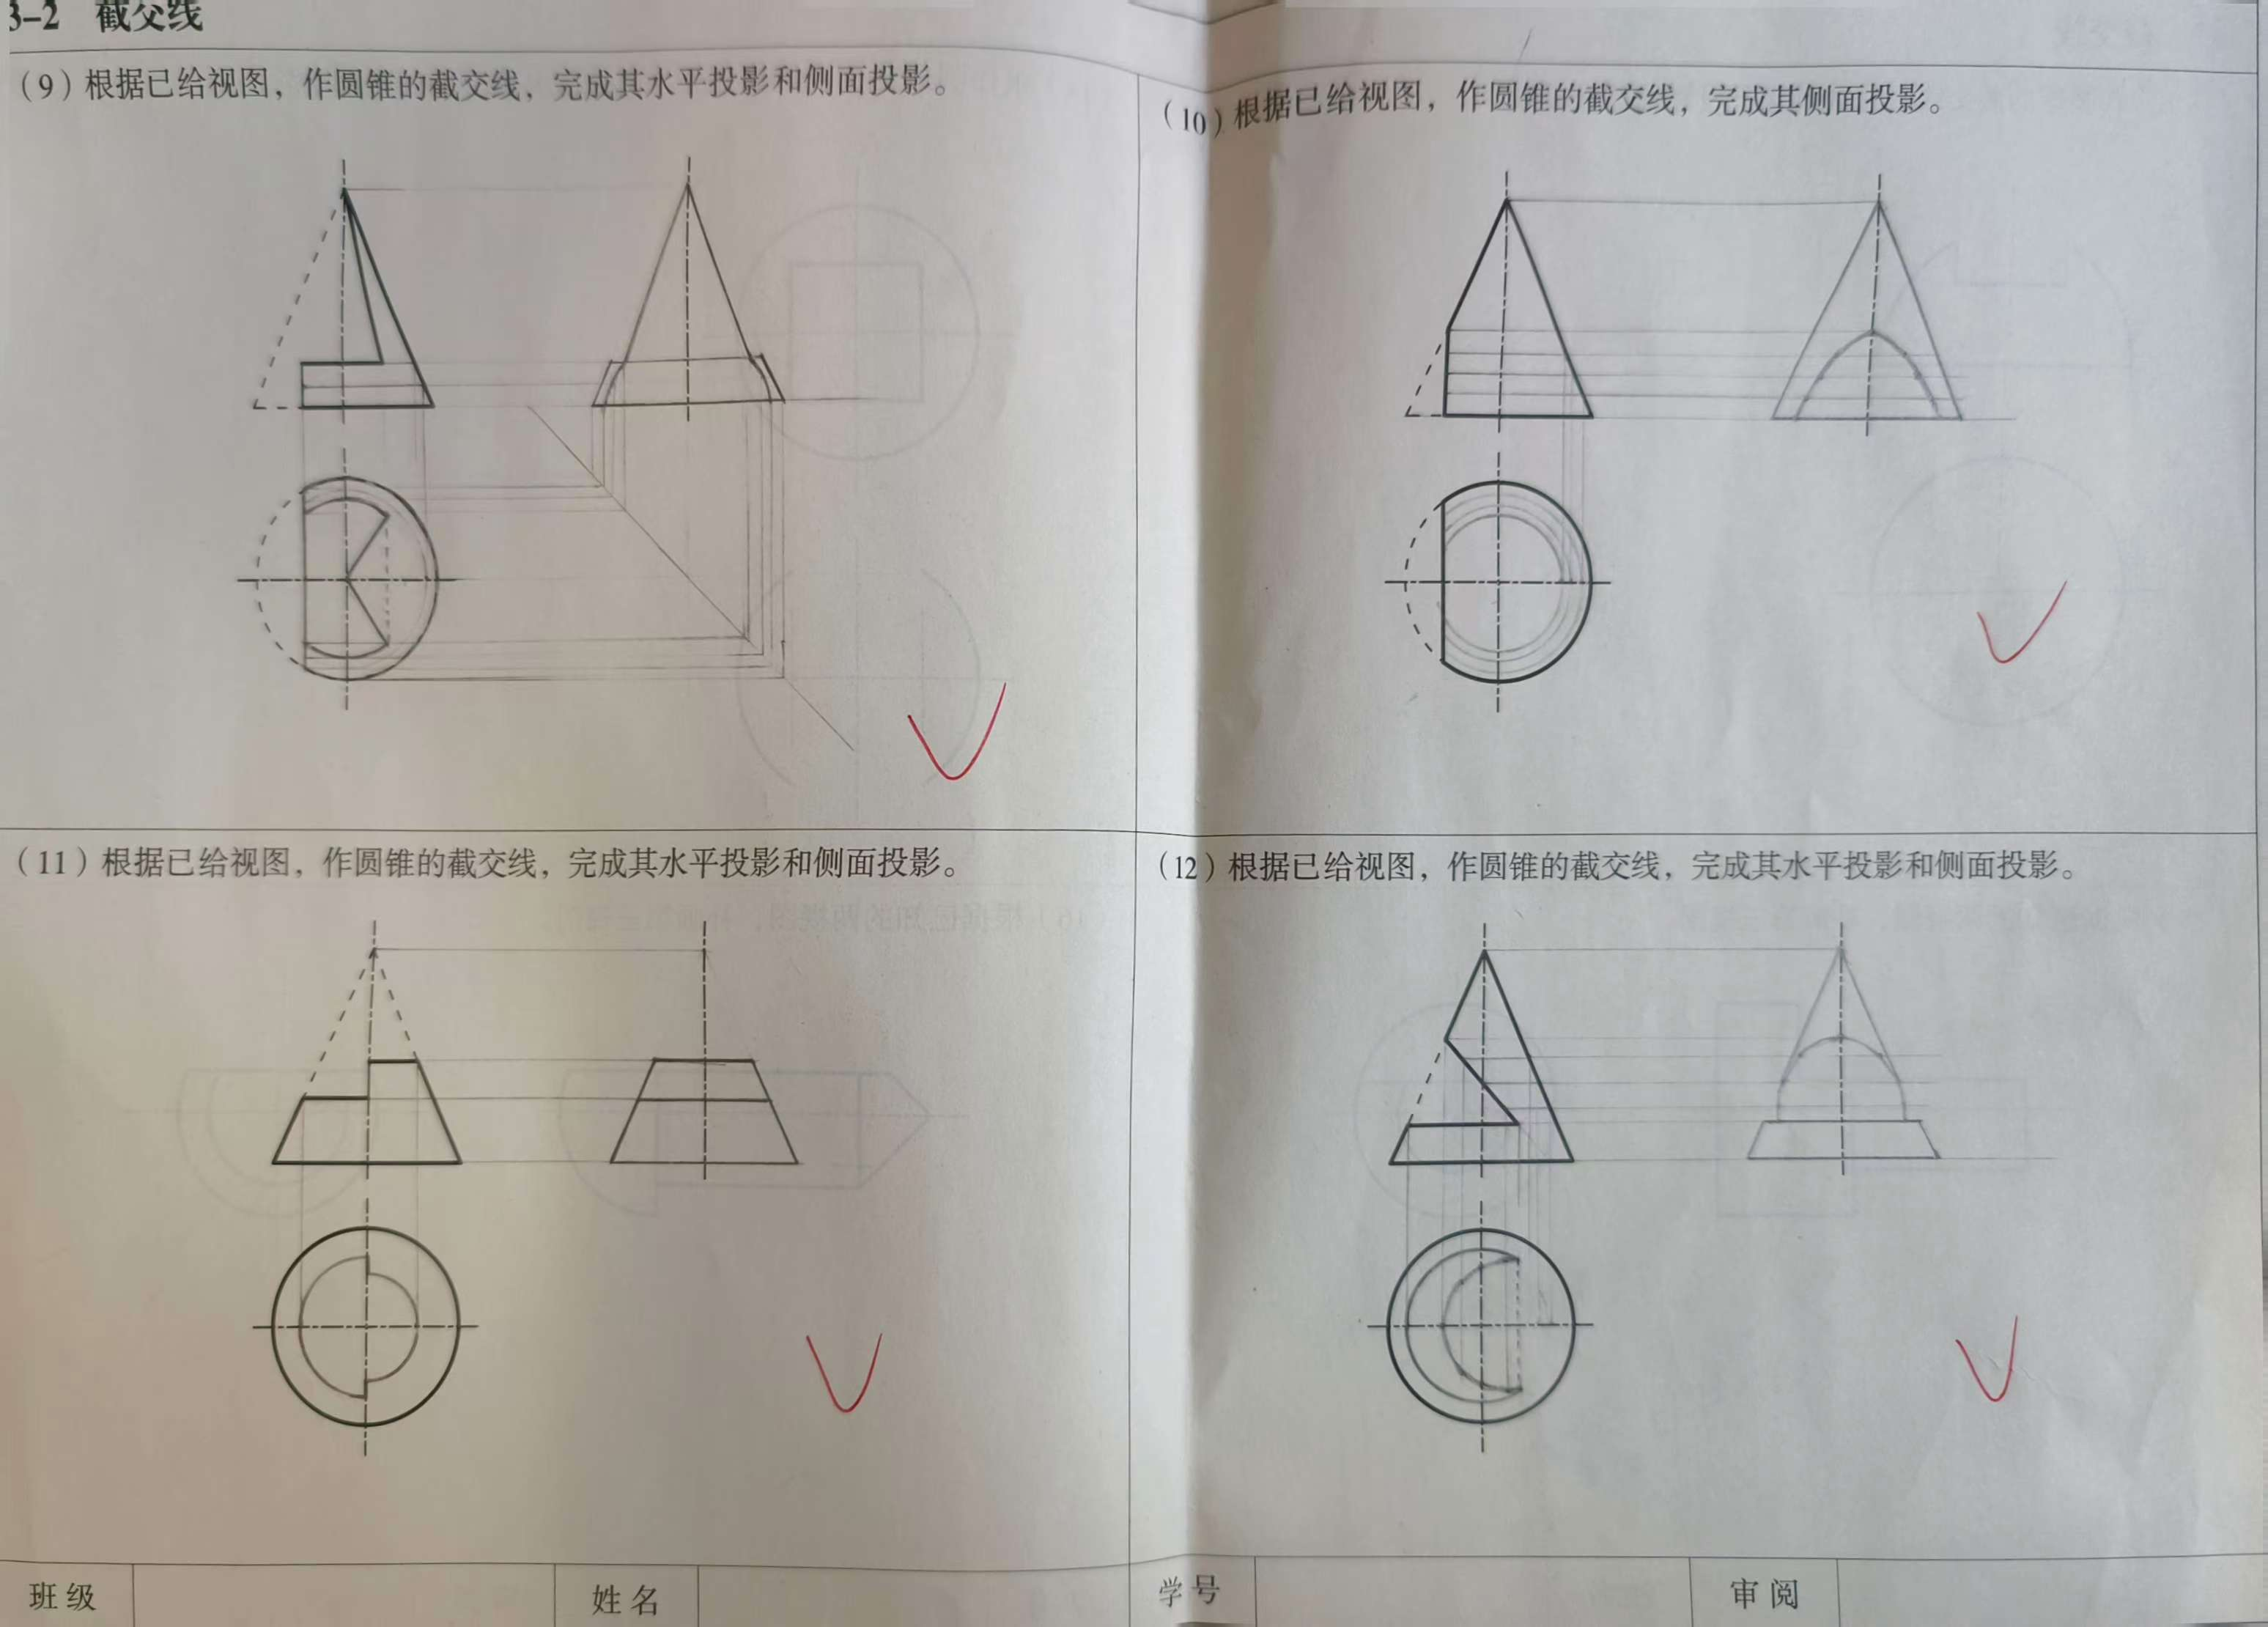 3-2 截交线
（9）根据已给视图，作圆锥的截交线，完成其水平投影和侧面投影。
（10）根据已给视图，作圆锥的截交线，完成其侧面投影。
（11）根据已给视图，作圆锥的截交线，完成其水平投影和侧面投影。
（12）根据已给视图，作圆锥的截交线，完成其水平投影和侧面投影。
班级
姓名
学号
审阅